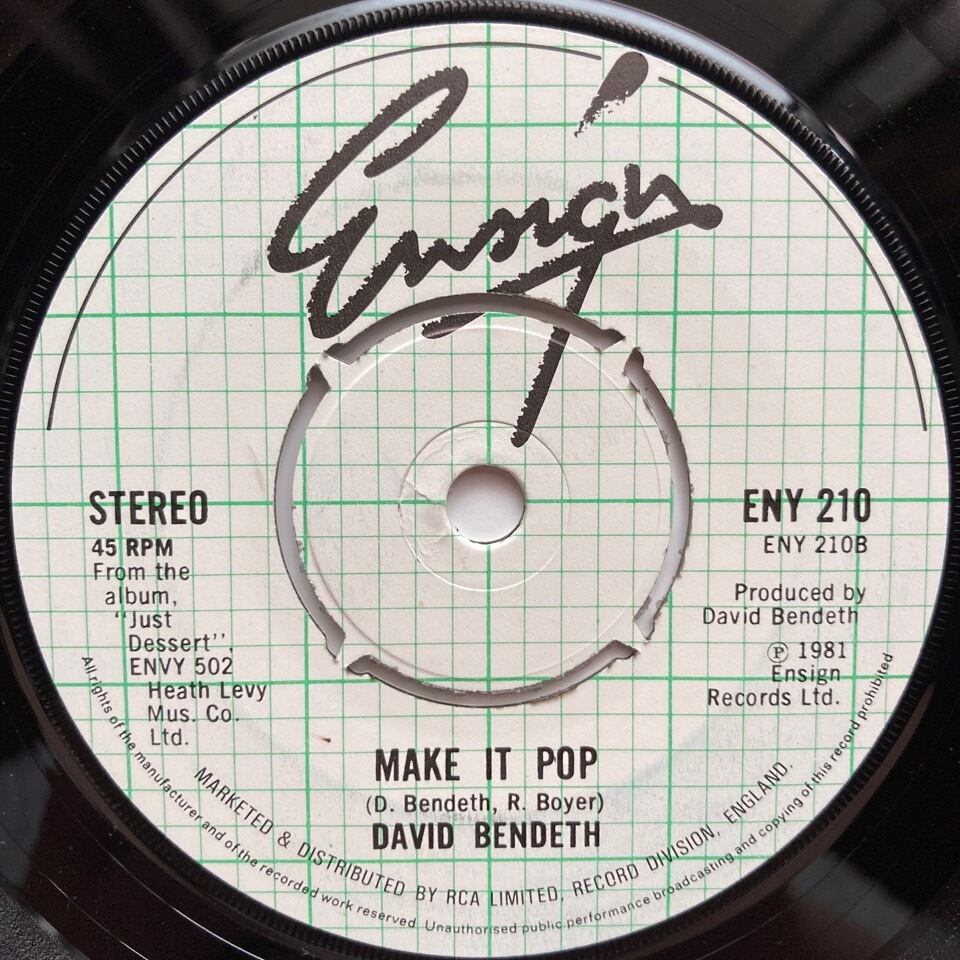 Ensign
STEREO
45 RPM
From the
album,
"Just
Dessert",
ENVY 502
Heath Levy
Mus. Co.
Ltd.
ENY 210
ENY 210B
Produced by
David Bendeth
℗ 1981
Ensign
Records Ltd.
MAKE IT POP
(D. Bendeth, R. Boyer)
DAVID BENDETH
MARKETED & DISTRIBUTED BY RCA LIMITED, RECORD DIVISION, ENGLAND.
All rights of the manufacturer and of the recorded work reserved. Unauthorised public performance broadcasting and copying of this record prohibited